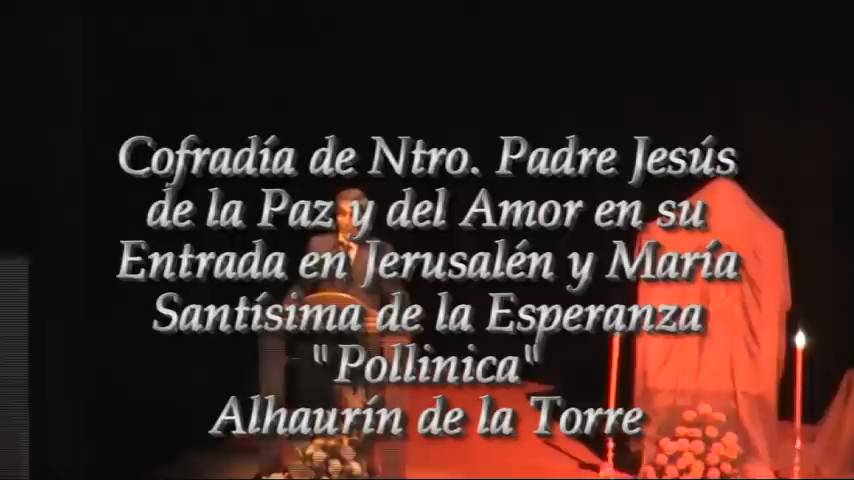 Cofradía de Ntro. Padre Jesús
de la Paz y del Amor en su
Entrada en Jerusalén y María
Santísima de la Esperanza
"Pollinica"
Alhaurín de la Torre